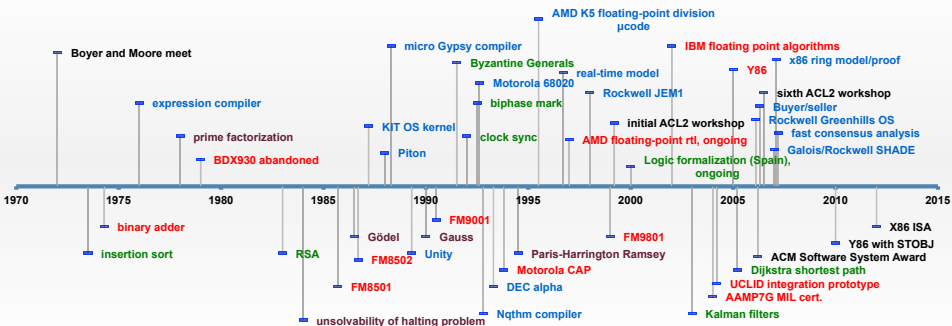 AMD K5 floating-point division
µcode
Boyer and Moore meet
micro Gypsy compiler
IBM floating point algorithms
Byzantine Generals
x86 ring model/proof
Y86
real-time model
Motorola 68020
Rockwell JEM1
sixth ACL2 workshop
expression compiler
biphase mark
Buyer/seller
KIT OS kernel
initial ACL2 workshop
Rockwell Greenhills OS
prime factorization
clock sync
AMD floating-point rtl, ongoing
fast consensus analysis
BDX930 abandoned
Piton
Logic formalization (Spain),
ongoing
Galois/Rockwell SHADE
1970 1975 1980 1985 1990 1995 2000 2005 2010 2015
binary adder
FM9001
X86 ISA
Gödel
Gauss
FM9801
Y86 with STOBJ
insertion sort
RSA
FM8502
Unity
Paris-Harrington Ramsey
ACM Software System Award
Motorola CAP
Dijkstra shortest path
FM8501
DEC alpha
UCLID integration prototype
AAMP7G MIL cert.
unsolvability of halting problem
Nqthm compiler
Kalman filters